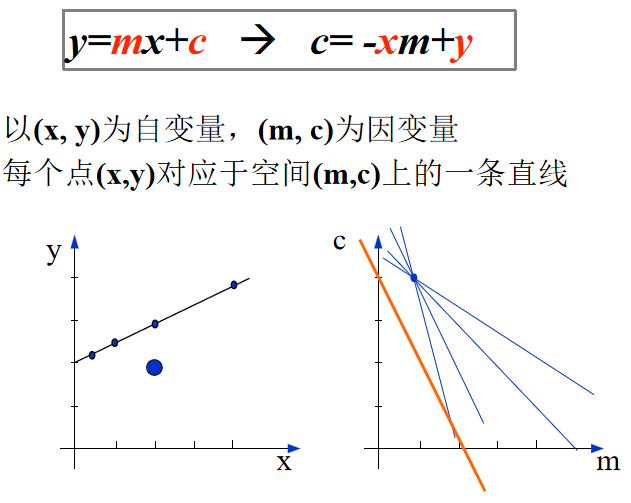 y=mx+c → c= -xm+y
以(x, y)为自变量，(m, c)为因变量
每个点(x,y)对应于空间(m,c)上的一条直线
y
c
x
m